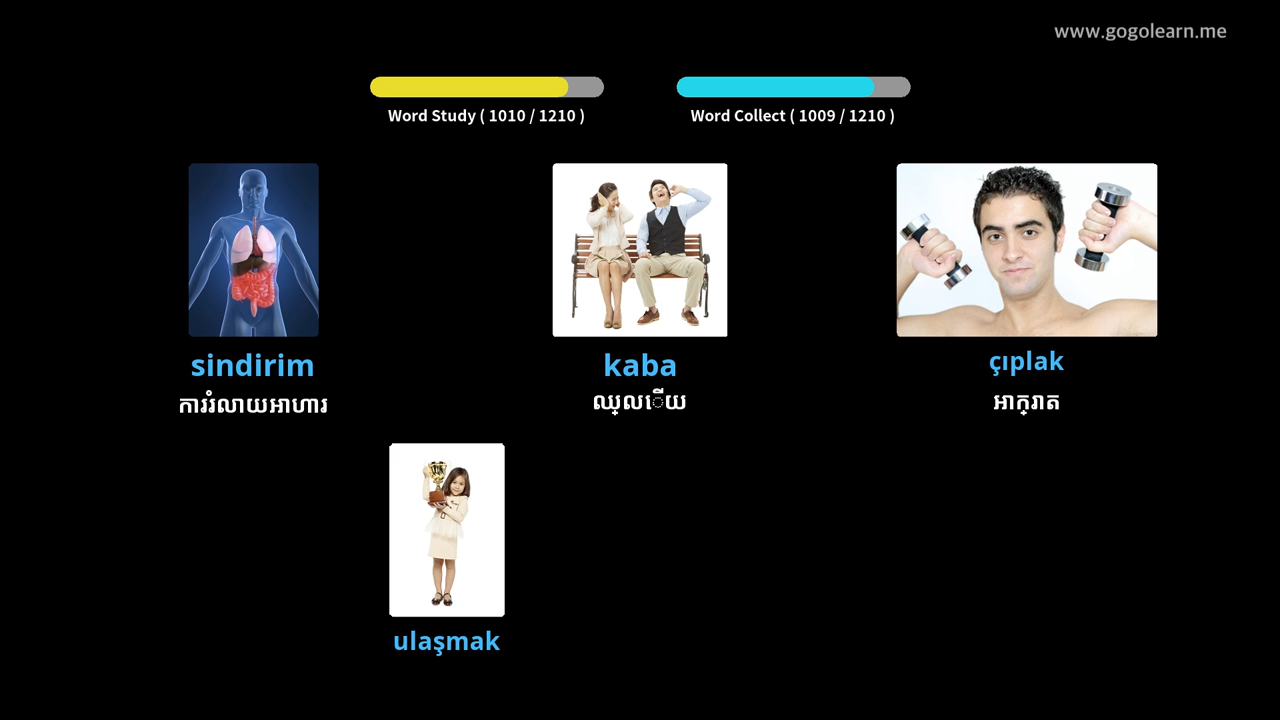 www.gogolearn.me
Word Study ( 1010 / 1210 )
Word Collect ( 1009 / 1210 )
sindirim
ការរំលាយអាហារ
kaba
ឈ្លើយ
çıplak
អាក្រាត
ulaşmak